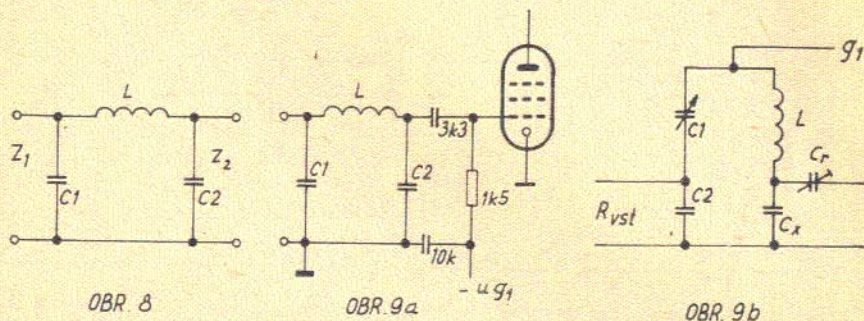 L
Z1
C1
Z2
C2
OBR. 8
L
C1
C2
3k3
1k5
10k
-ug1
OBR. 9a
g1
C1
L
Cr
Rvst
C2
Cx
OBR. 9b